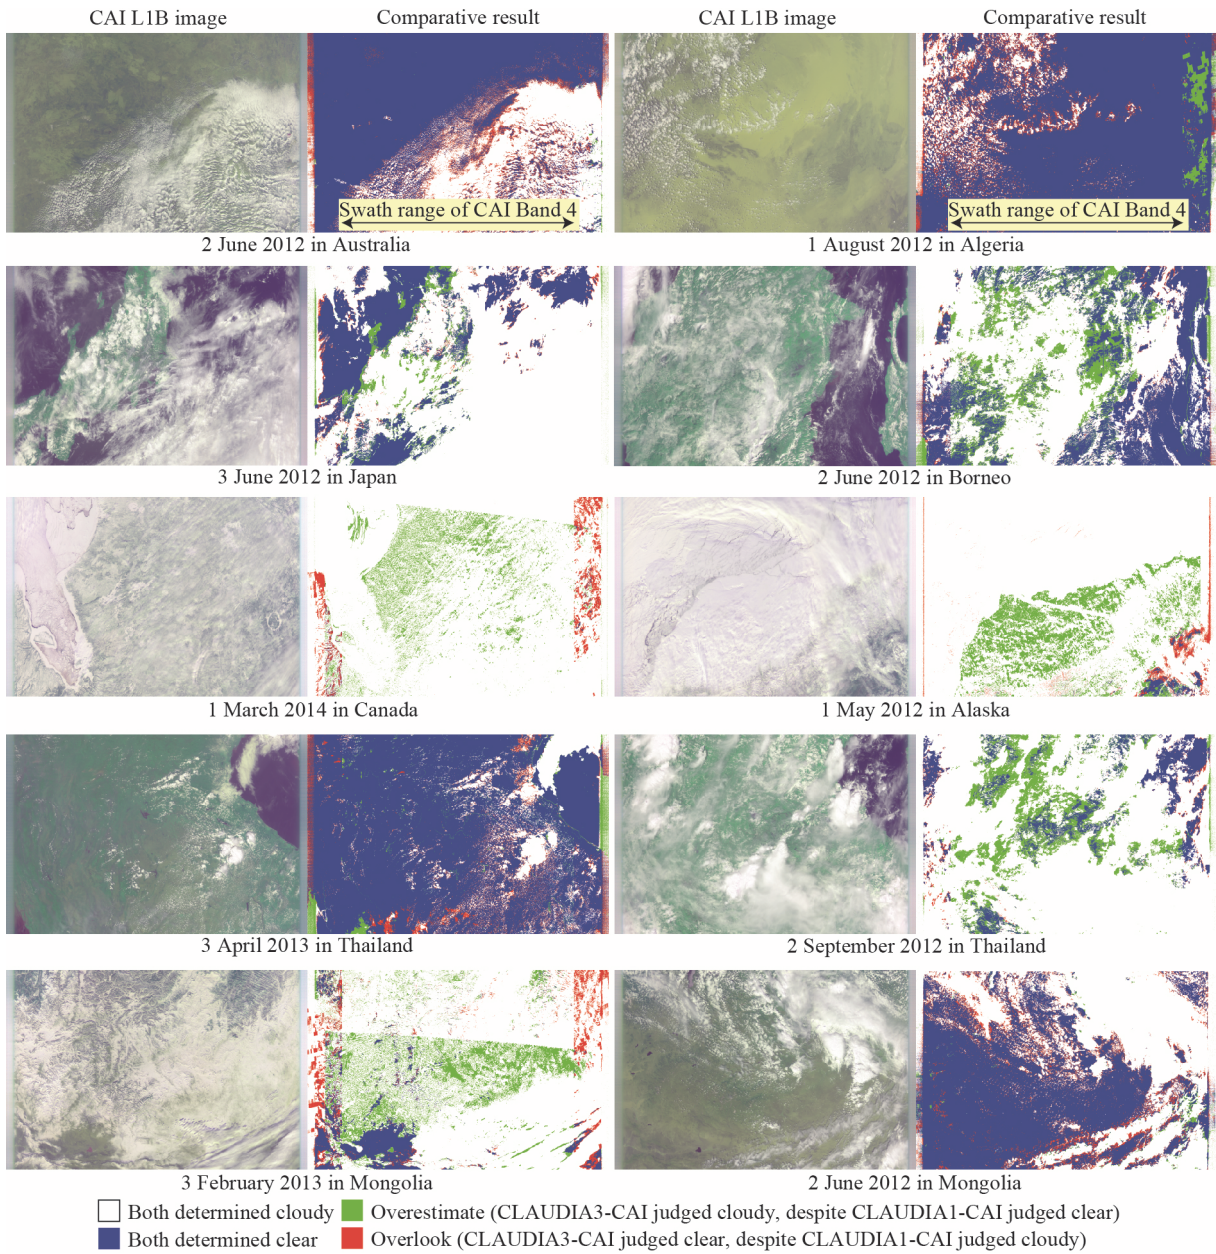 CAI L1B image Comparative result CAI L1B image Comparative result
Swath range of CAI Band 4 Swath range of CAI Band 4
2 June 2012 in Australia 1 August 2012 in Algeria
3 June 2012 in Japan 2 June 2012 in Borneo
1 March 2014 in Canada 1 May 2012 in Alaska
3 April 2013 in Thailand 2 September 2012 in Thailand
3 February 2013 in Mongolia 2 June 2012 in Mongolia
Both determined cloudy Overestimate (CLAUDIA3-CAI judged cloudy, despite CLAUDIA1-CAI judged clear)
Both determined clear Overlook (CLAUDIA3-CAI judged clear, despite CLAUDIA1-CAI judged cloudy)